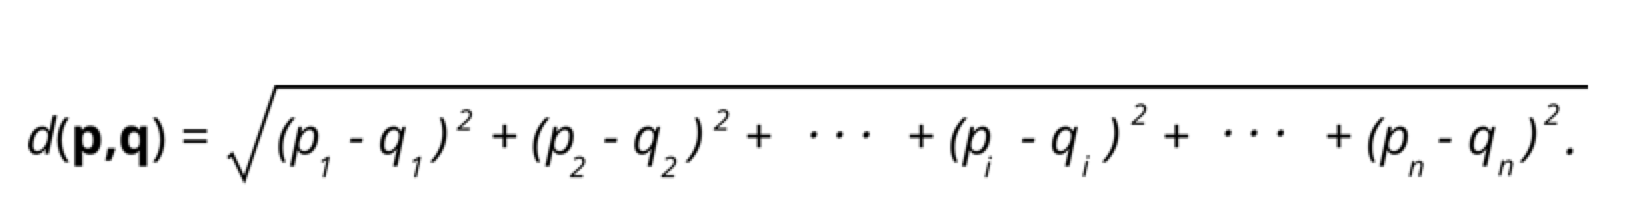 d(p,q) = √(p₁ - q₁)² + (p₂ - q₂)² + ··· + (pᵢ - qᵢ)² + ··· + (pₙ - qₙ)².